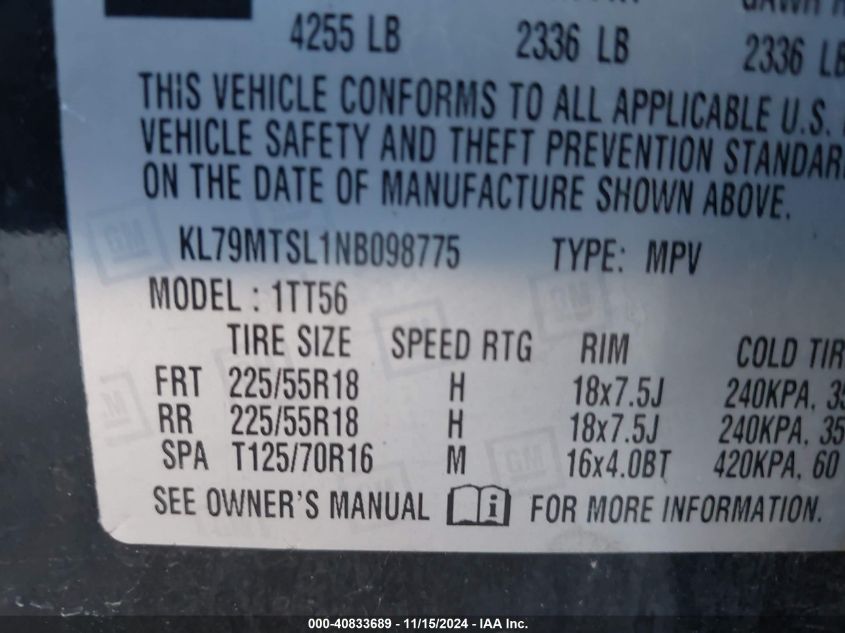 4255 LB 2336 LB 2336 LB
THIS VEHICLE CONFORMS TO ALL APPLICABLE U.S.
VEHICLE SAFETY AND THEFT PREVENTION STANDAR
ON THE DATE OF MANUFACTURE SHOWN ABOVE.
KL79MTSL1NB098775 TYPE: MPV
MODEL : 1TT56
TIRE SIZE SPEED RTG RIM COLD TIR
FRT 225/55R18 H 18x7.5J 240KPA, 35
RR 225/55R18 H 18x7.5J 240KPA, 35
SPA T125/70R16 M 16x4.0BT 420KPA, 60
SEE OWNER'S MANUAL i FOR MORE INFORMATION.
000-40833689 - 11/15/2024 - IAA Inc.